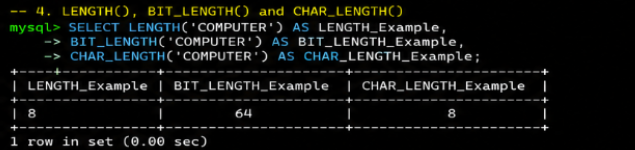 -- 4. LENGTH(), BIT_LENGTH() and CHAR_LENGTH()
mysql> SELECT LENGTH('COMPUTER') AS LENGTH_Example,
    -> BIT_LENGTH('COMPUTER') AS BIT_LENGTH_Example,
    -> CHAR_LENGTH('COMPUTER') AS CHAR_LENGTH_Example;
+----------------+--------------------+---------------------+
| LENGTH_Example | BIT_LENGTH_Example | CHAR_LENGTH_Example |
+----------------+--------------------+---------------------+
| 8 | 64 | 8 |
+----------------+--------------------+---------------------+
1 row in set (0.00 sec)